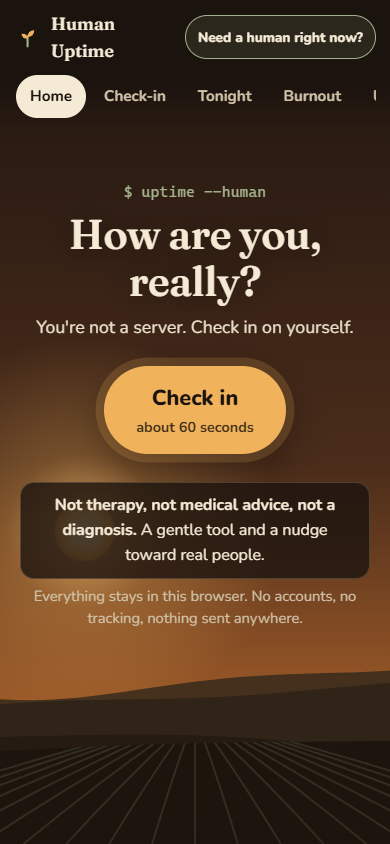 Human
Uptime
Need a human right now?
Home
Check-in
Tonight
Burnout
$ uptime --human
How are you,
really?
You're not a server. Check in on yourself.
Check in
about 60 seconds
Not therapy, not medical advice, not a
diagnosis. A gentle tool and a nudge
toward real people.
Everything stays in this browser. No accounts, no
tracking, nothing sent anywhere.